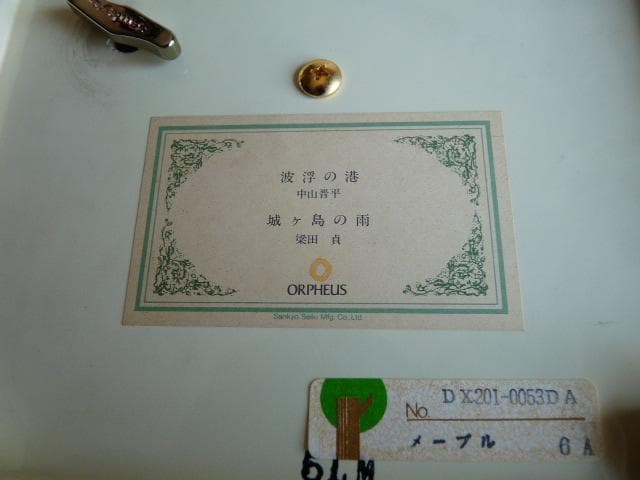 波浮の港
中山晋平
城ヶ島の雨
梁田 貞
ORPHEUS
Sankyo Seiki Mfg. Co., Ltd.
No. DX201-0053DA
メープル 6A
51.M